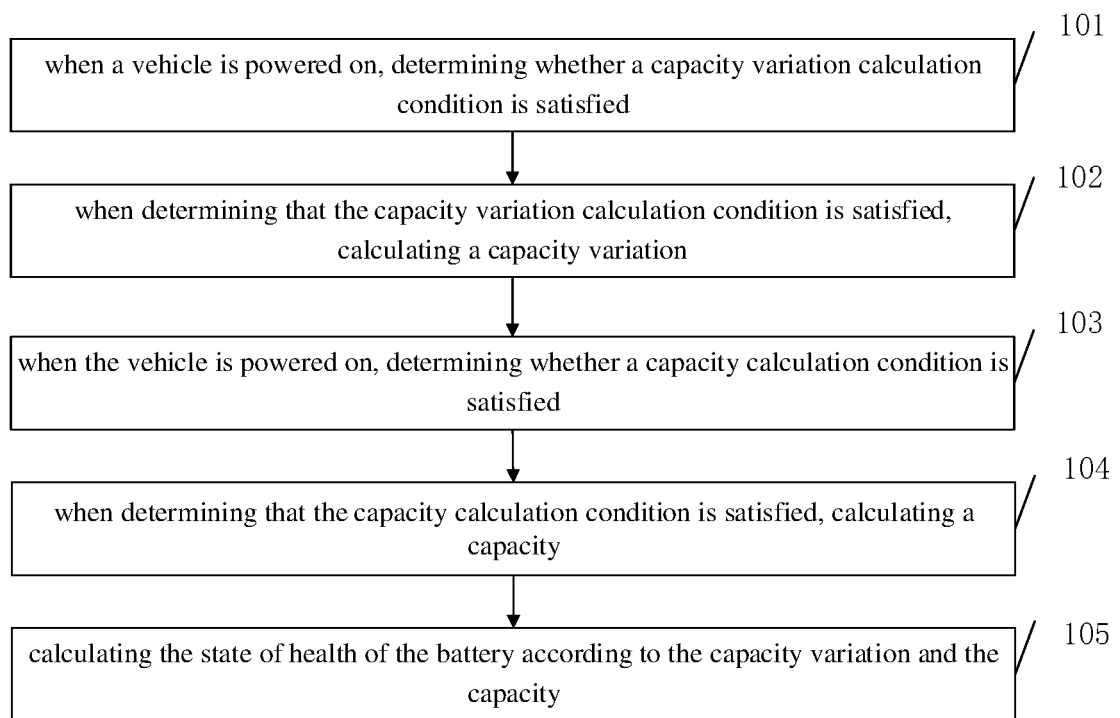 101
when a vehicle is powered on, determining whether a capacity variation calculation
condition is satisfied
102
when determining that the capacity variation calculation condition is satisfied,
calculating a capacity variation
103
when the vehicle is powered on, determining whether a capacity calculation condition is
satisfied
104
when determining that the capacity calculation condition is satisfied, calculating a
capacity
105
calculating the state of health of the battery according to the capacity variation and the
capacity